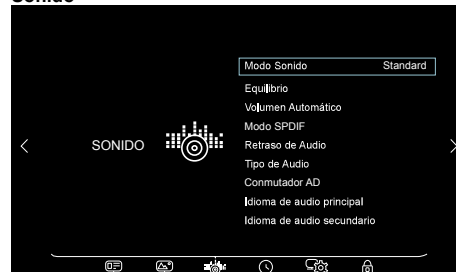 Sonido
SONIDO
Modo Sonido Standard
Equilibrio
Volumen Automático
Modo SPDIF
Retraso de Audio
Tipo de Audio
Conmutador AD
Idioma de audio principal
Idioma de audio secundario